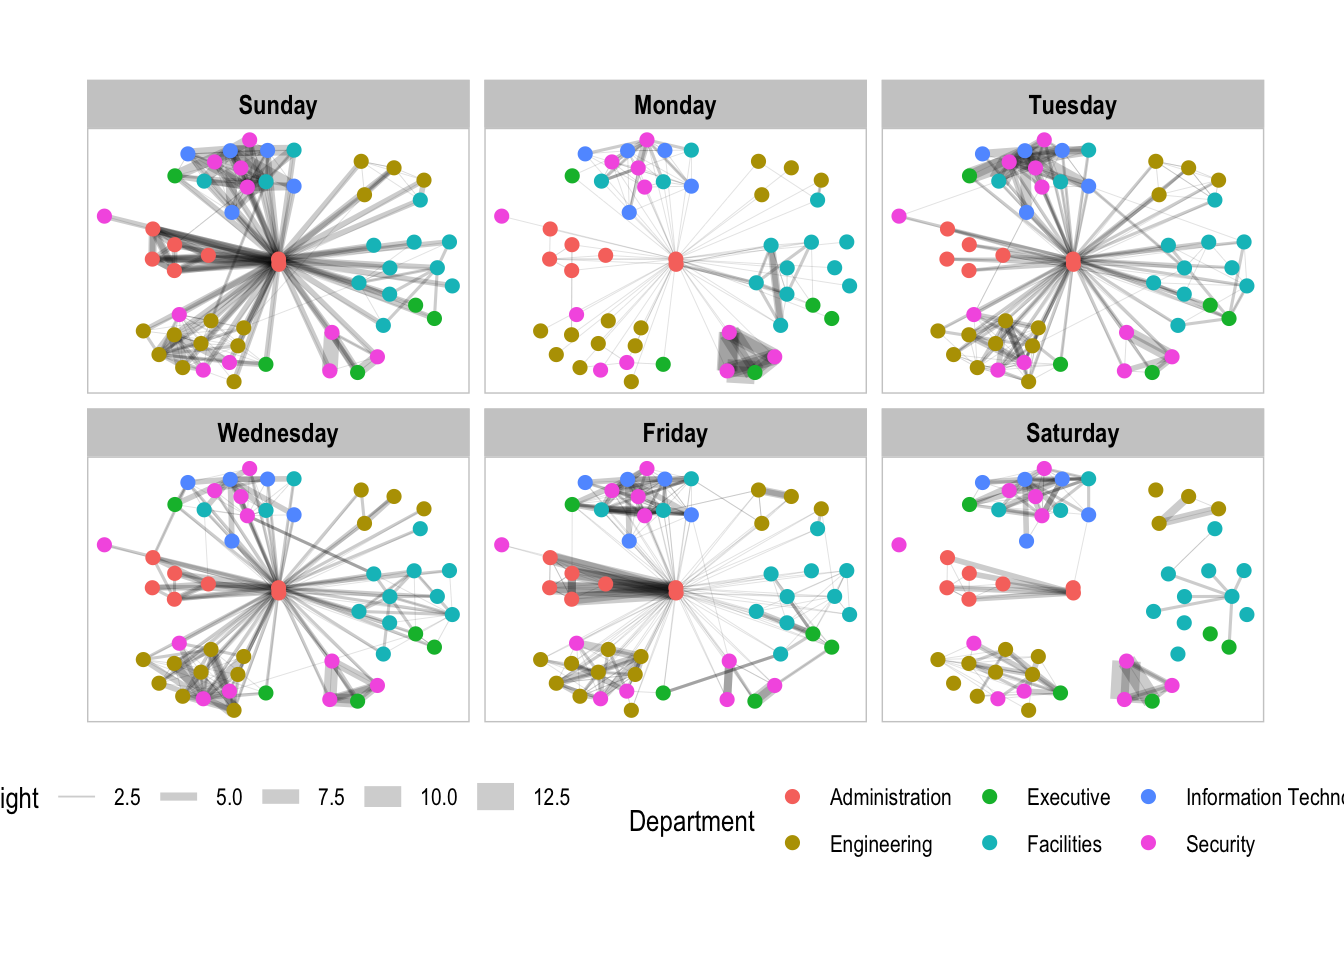 Sunday Monday Tuesday
Wednesday Friday Saturday
ight 2.5 5.0 7.5 10.0 12.5
Department
Administration Executive Information Techno
Engineering Facilities Security